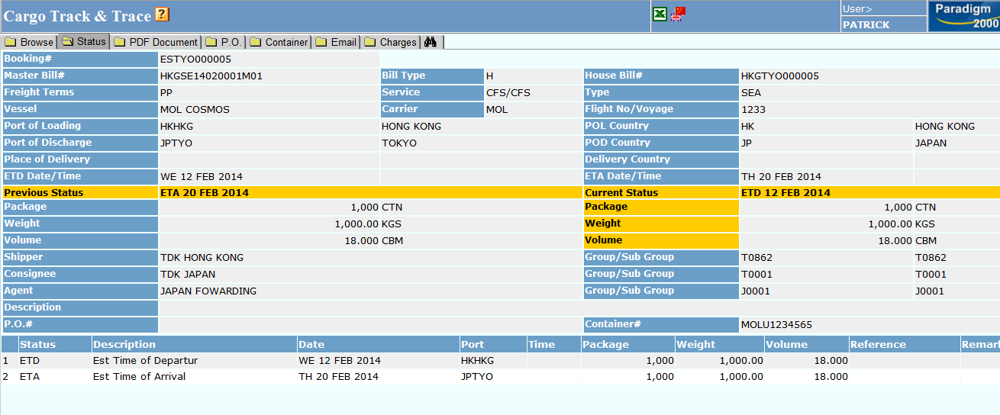 Cargo Track & Trace ?
User>
PATRICK
Paradigm
2000
Browse Status PDF Document P.O. Container Email Charges
Booking# ESTYO000005
Master Bill# HKGSE14020001M01 Bill Type H House Bill# HKGTYO000005
Freight Terms PP Service CFS/CFS Type SEA
Vessel MOL COSMOS Carrier MOL Flight No/Voyage 1233
Port of Loading HKHKG HONG KONG POL Country HK HONG KONG
Port of Discharge JPTYO TOKYO POD Country JP JAPAN
Place of Delivery Delivery Country
ETD Date/Time WE 12 FEB 2014 ETA Date/Time TH 20 FEB 2014
Previous Status ETA 20 FEB 2014 Current Status ETD 12 FEB 2014
Package 1,000 CTN Package 1,000 CTN
Weight 1,000.00 KGS Weight 1,000.00 KGS
Volume 18.000 CBM Volume 18.000 CBM
Shipper TDK HONG KONG Group/Sub Group T0862 T0862
Consignee TDK JAPAN Group/Sub Group T0001 T0001
Agent JAPAN FOWARDING Group/Sub Group J0001 J0001
Description
P.O.# Container# MOLU1234565
Status Description Date Port Time Package Weight Volume Reference Remark
1 ETD Est Time of Departur WE 12 FEB 2014 HKHKG 1,000 1,000.00 18.000
2 ETA Est Time of Arrival TH 20 FEB 2014 JPTYO 1,000 1,000.00 18.000